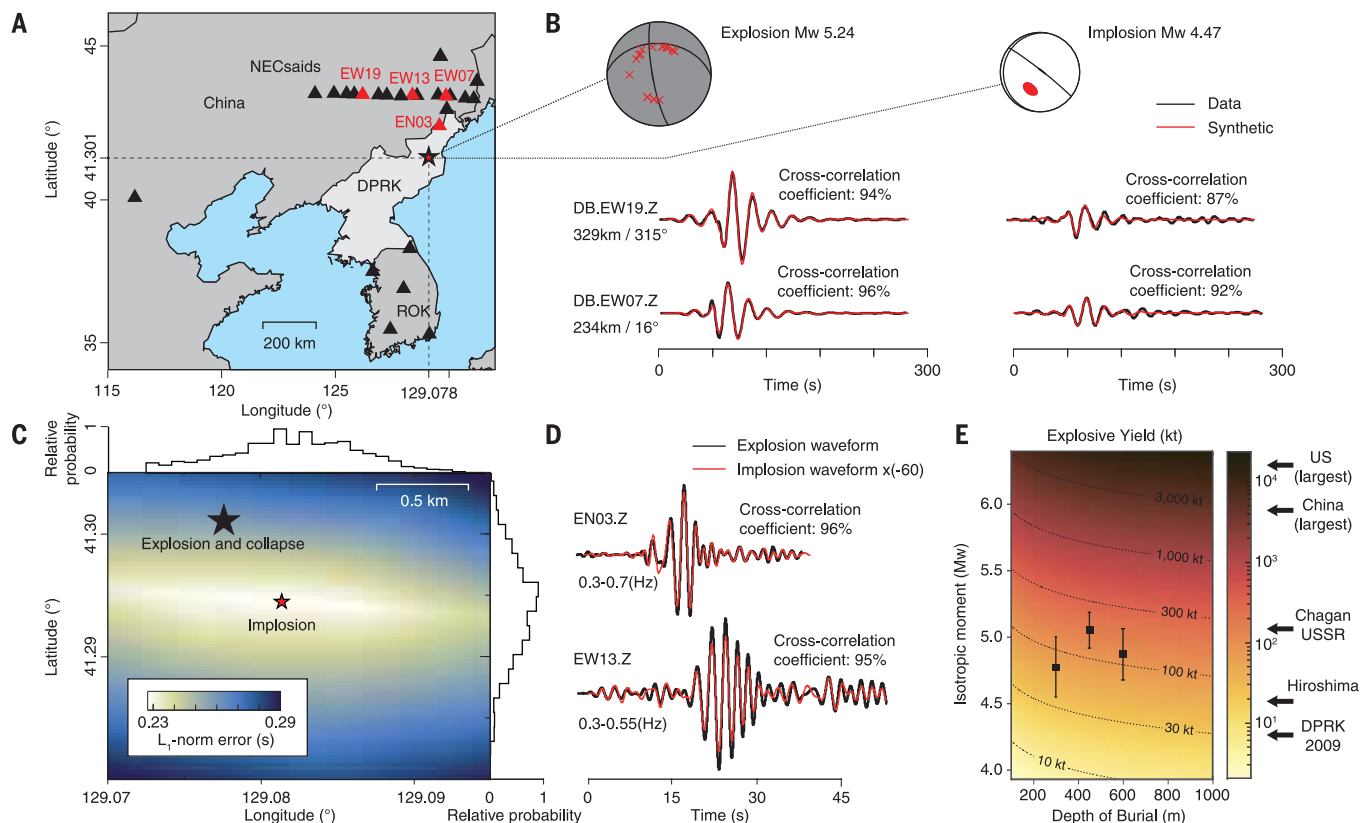 A
Latitude (°)
45
41.301
40
35
NECsaids
EW19
EW13
EW07
China
EN03
DPRK
ROK
200 km
115
120
125
129.078
Longitude (°)
B
Explosion Mw 5.24
Implosion Mw 4.47
Data
Synthetic
DB.EW19.Z
329km / 315°
Cross-correlation
coefficient: 94%
Cross-correlation
coefficient: 87%
DB.EW07.Z
234km / 16°
Cross-correlation
coefficient: 96%
Cross-correlation
coefficient: 92%
0
300
Time (s)
0
300
Time (s)
C
Relative
probability
1
0
0.5 km
Explosion and collapse
Implosion
41.30
41.29
Latitude (°)
0.23
0.29
L₁-norm error (s)
129.07
129.08
129.09
Longitude (°)
0
1
Relative probability
D
Explosion waveform
Implosion waveform x(-60)
EN03.Z
Cross-correlation
coefficient: 96%
0.3-0.7(Hz)
EW13.Z
Cross-correlation
coefficient: 95%
0.3-0.55(Hz)
0
15
30
45
Time (s)
E
Explosive Yield (kt)
Isotropic moment (Mw)
6.0
5.5
5.0
4.5
4.0
3,000 kt
1,000 kt
300 kt
100 kt
30 kt
10 kt
200
400
600
800
1000
Depth of Burial (m)
10⁴
10³
10²
10¹
US
(largest)
China
(largest)
Chagan
USSR
Hiroshima
DPRK
2009